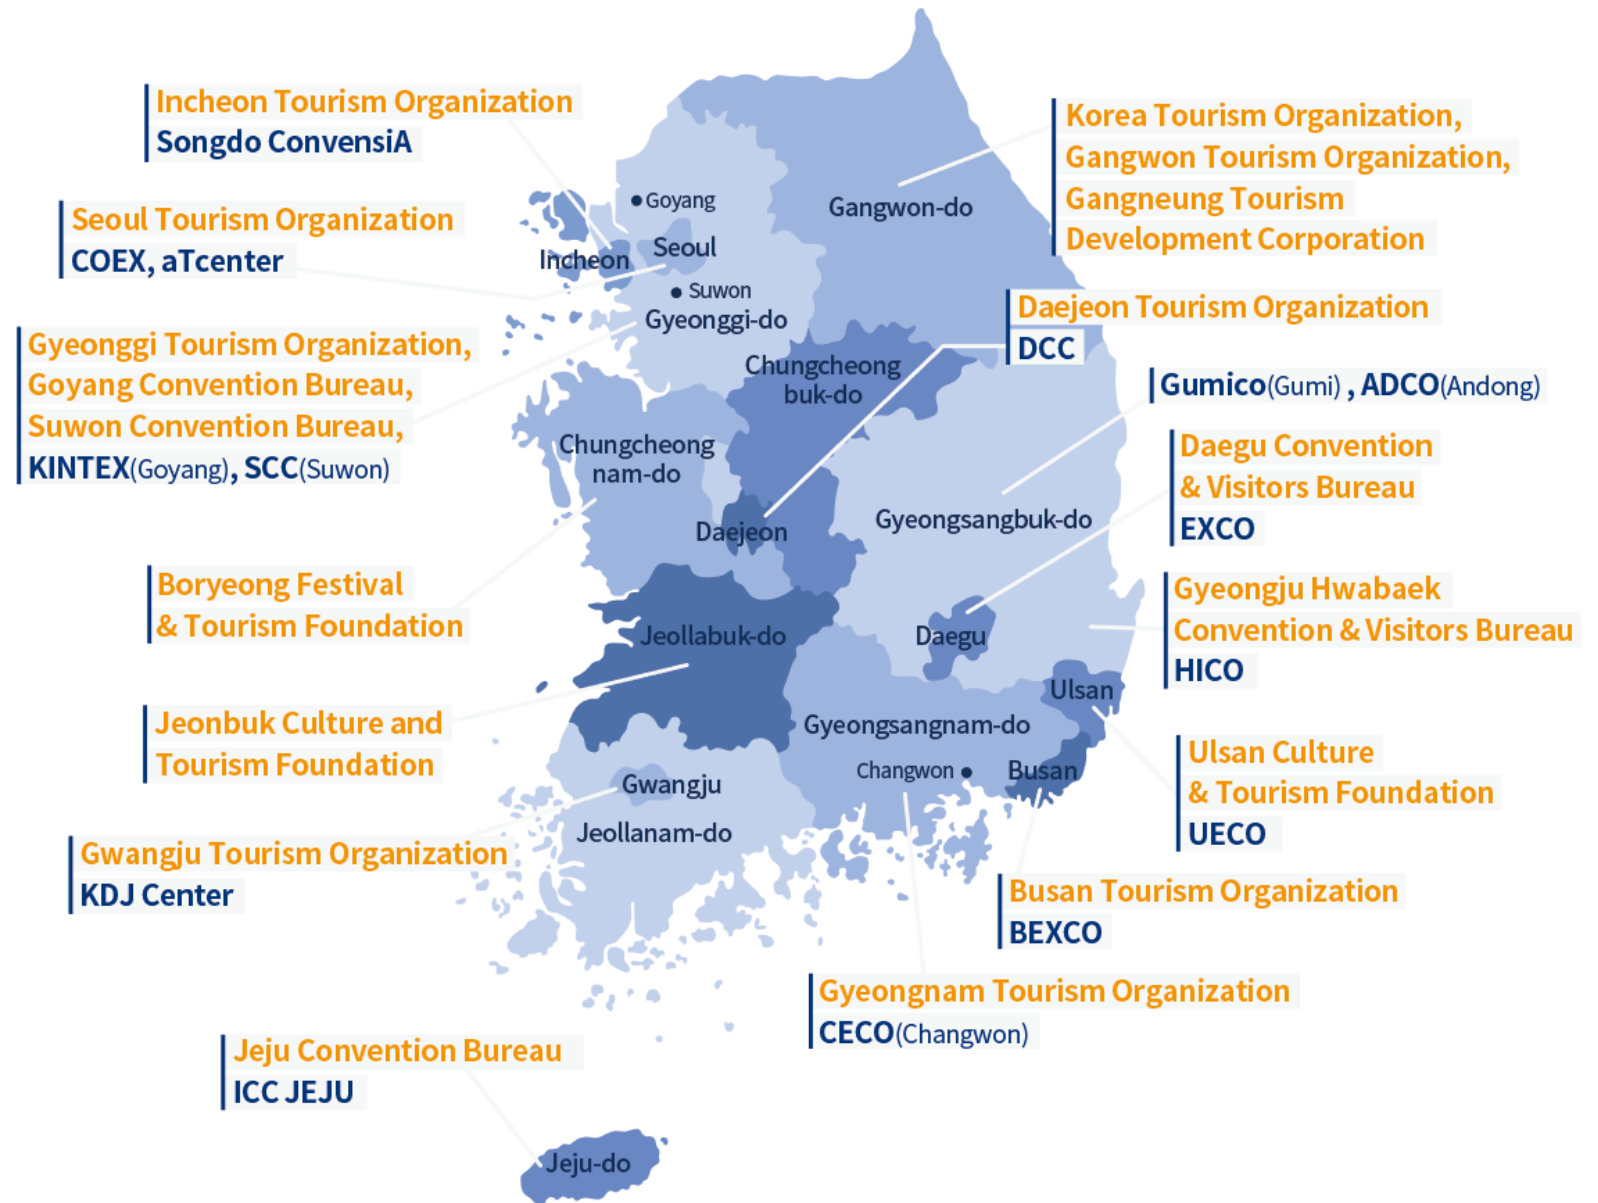 Incheon Tourism Organization
Songdo ConvensiA
Seoul Tourism Organization
COEX, aTcenter
Gyeonggi Tourism Organization,
Goyang Convention Bureau,
Suwon Convention Bureau,
KINTEX(Goyang), SCC(Suwon)
Boryeong Festival
& Tourism Foundation
Jeonbuk Culture and
Tourism Foundation
Gwangju Tourism Organization
KDJ Center
Jeju Convention Bureau
ICC JEJU
Goyang
Seoul
Incheon
Suwon
Gyeonggi-do
Gangwon-do
Chungcheong
buk-do
Chungcheong
nam-do
Daejeon
Gyeongsangbuk-do
Daegu
Jeollabuk-do
Ulsan
Gyeongsangnam-do
Changwon
Busan
Gwangju
Jeollanam-do
Jeju-do
Korea Tourism Organization,
Gangwon Tourism Organization,
Gangneung Tourism
Development Corporation
Daejeon Tourism Organization
DCC
Gumico(Gumi) , ADCO(Andong)
Daegu Convention
& Visitors Bureau
EXCO
Gyeongju Hwabaek
Convention & Visitors Bureau
HICO
Ulsan Culture
& Tourism Foundation
UECO
Busan Tourism Organization
BEXCO
Gyeongnam Tourism Organization
CECO(Changwon)